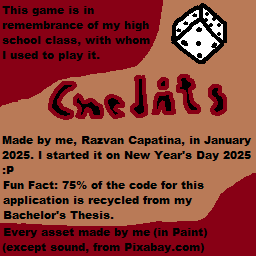 This game is in
remembrance of my high
school class, with whom
I used to play it.
Credits
Made by me, Razvan Capatina, in January
2025. I started it on New Year's Day 2025
:P
Fun Fact: 75% of the code for this
application is recycled from my
Bachelor's Thesis.
Every asset made by me (in Paint)
(except sound, from Pixabay.com)